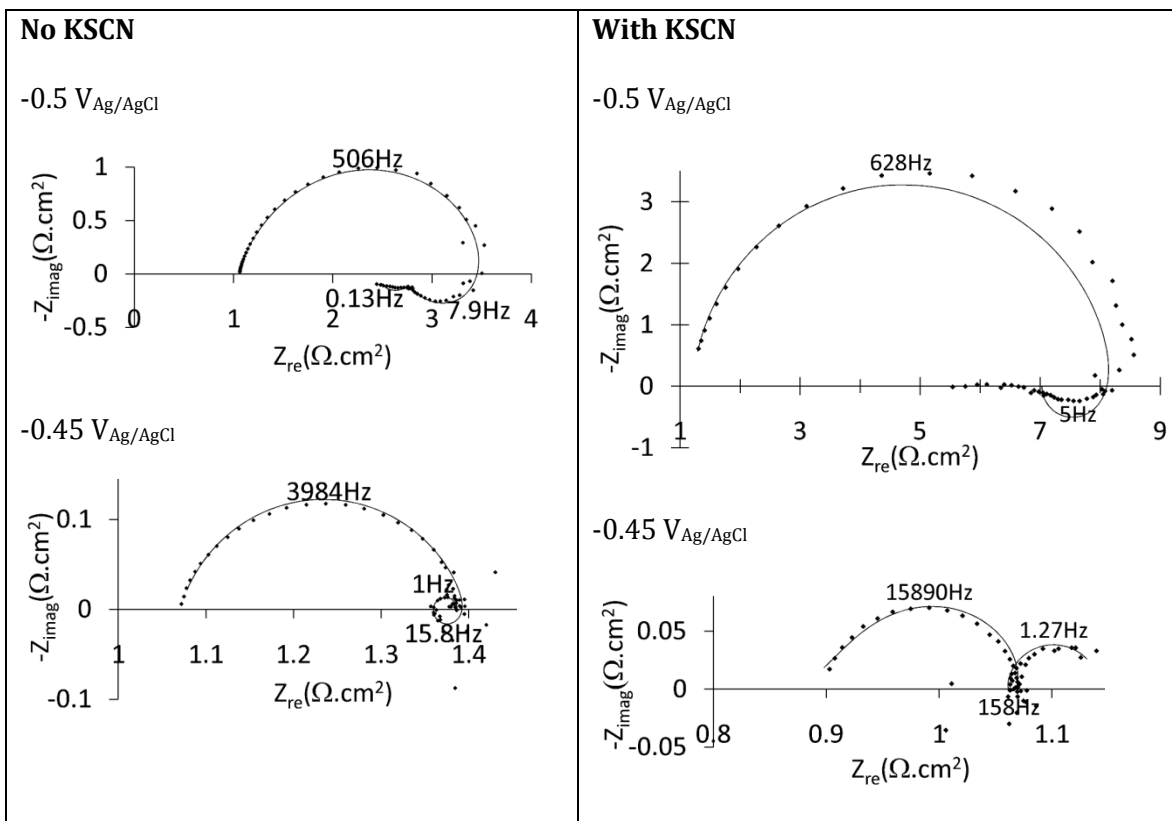 No KSCN
-0.5 VAg/AgCl
506Hz
1
0.5
0
-0.5
-Zimag(Ω.cm²)
0.13Hz
7.9Hz
0 1 2 3 4
Zre(Ω.cm²)
-0.45 VAg/AgCl
3984Hz
0.1
0
-0.1
-Zimag(Ω.cm²)
1Hz
15.8Hz
1 1.1 1.2 1.3 1.4
Zre(Ω.cm²)
With KSCN
-0.5 VAg/AgCl
628Hz
3
2
1
0
-1
-Zimag(Ω.cm²)
5Hz
1 3 5 7 9
Zre(Ω.cm²)
-0.45 VAg/AgCl
15890Hz
1.27Hz
0.05
0
-0.05
-Zimag(Ω.cm²)
158Hz
0.8 0.9 1 1.1
Zre(Ω.cm²)